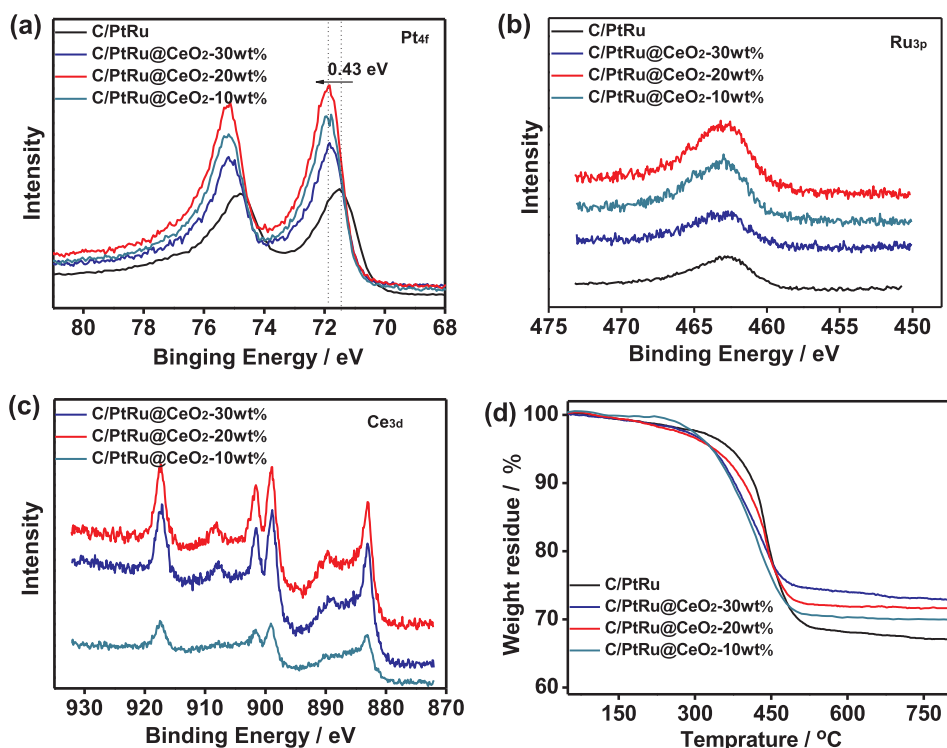 (a)
C/PtRu
C/PtRu@CeO2-30wt%
C/PtRu@CeO2-20wt%
C/PtRu@CeO2-10wt%
Pt4f
0.43 eV
Intensity
80 78 76 74 72 70 68
Binging Energy / eV
(b)
C/PtRu
C/PtRu@CeO2-30wt%
C/PtRu@CeO2-20wt%
C/PtRu@CeO2-10wt%
Ru3p
Intensity
475 470 465 460 455 450
Binding Energy / eV
(c)
C/PtRu@CeO2-30wt%
C/PtRu@CeO2-20wt%
C/PtRu@CeO2-10wt%
Ce3d
Intensity
930 920 910 900 890 880 870
Binding Energy / eV
(d)
100
90
80
70
60
Weight residue / %
C/PtRu
C/PtRu@CeO2-30wt%
C/PtRu@CeO2-20wt%
C/PtRu@CeO2-10wt%
150 300 450 600 750
Temprature / ºC